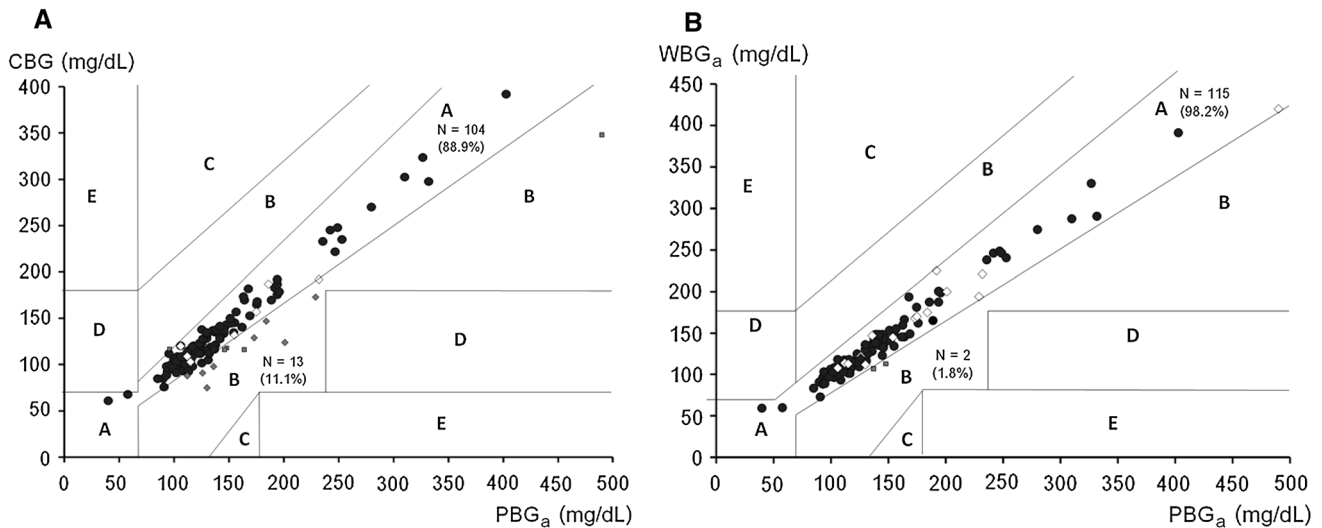 A
CBG (mg/dL)
400
350
300
250
200
150
100
50
0
0 50 100 150 200 250 300 350 400 450 500
PBGa (mg/dL)
E
C
B
A
N = 104
(88.9%)
B
D
D
N = 13
(11.1%)
B
A
C
E
B
WBGa (mg/dL)
450
400
350
300
250
200
150
100
50
0
0 50 100 150 200 250 300 350 400 450 500
PBGa (mg/dL)
A
N = 115
(98.2%)
C
B
E
B
D
D
N = 2
(1.8%)
B
A
C
E